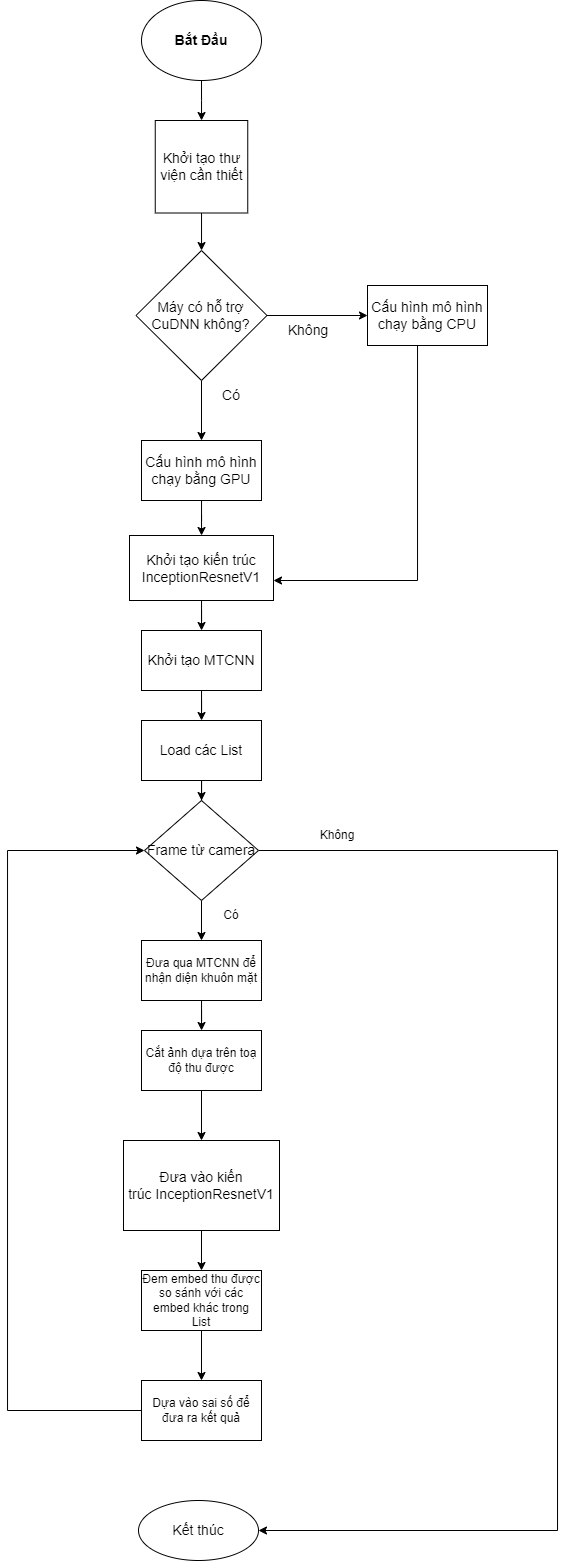 Bắt Đầu
Khởi tạo thư
viện cần thiết
Máy có hỗ trợ
CuDNN không?
Không
Cấu hình mô hình
chạy bằng CPU
Có
Cấu hình mô hình
chạy bằng GPU
Khởi tạo kiến trúc
InceptionResnetV1
Khởi tạo MTCNN
Load các List
Frame từ camera
Không
Có
Đưa qua MTCNN để
nhận diện khuôn mặt
Cắt ảnh dựa trên toạ
độ thu được
Đưa vào kiến
trúc InceptionResnetV1
Đem embed thu được
so sánh với các
embed khác trong
List
Dựa vào sai số để
đưa ra kết quả
Kết thúc